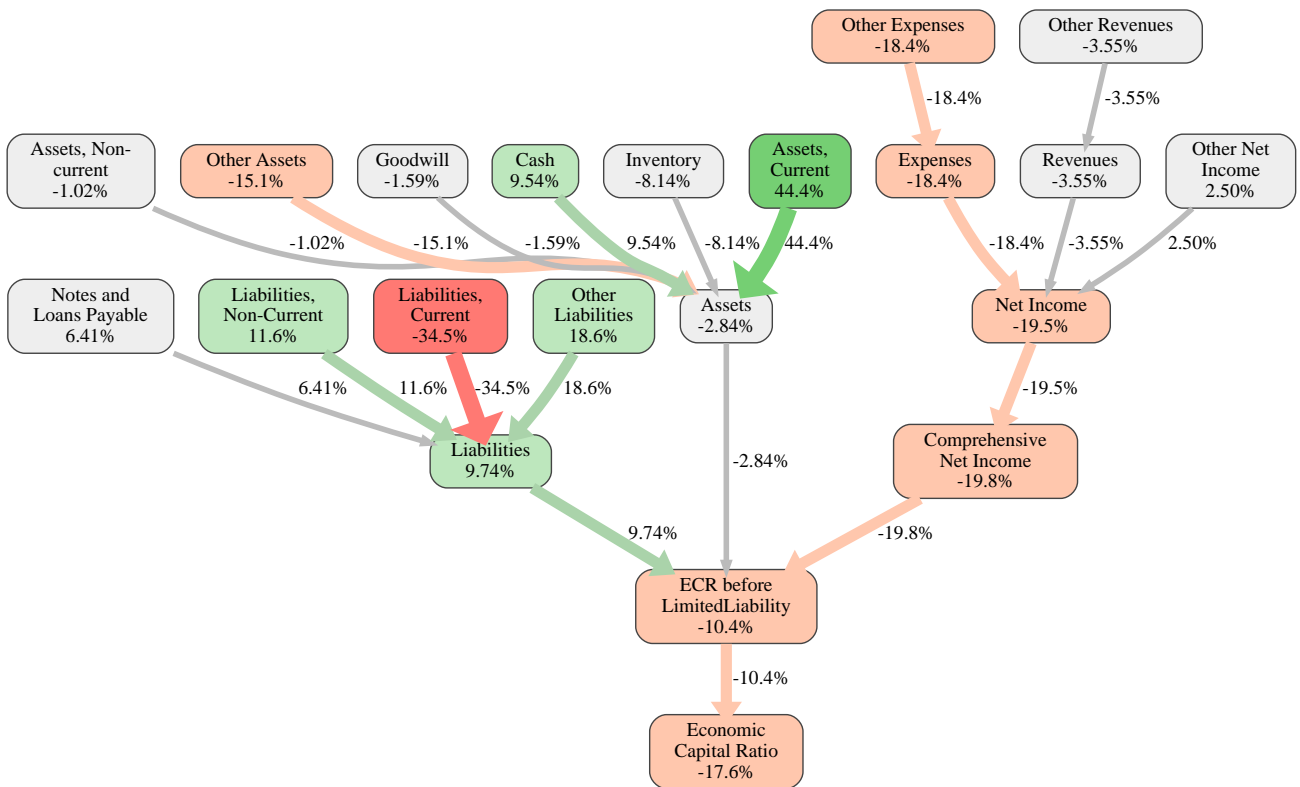 Other Expenses
-18.4%
Other Revenues
-3.55%
-18.4%
-3.55%
Assets, Non-
current
-1.02%
Other Assets
-15.1%
Goodwill
-1.59%
Cash
9.54%
Inventory
-8.14%
Assets,
Current
44.4%
Expenses
-18.4%
Revenues
-3.55%
Other Net
Income
2.50%
-1.02%
-15.1%
-1.59%
9.54%
-8.14%
44.4%
-18.4%
-3.55%
2.50%
Notes and
Loans Payable
6.41%
Liabilities,
Non-Current
11.6%
Liabilities,
Current
-34.5%
Other
Liabilities
18.6%
Assets
-2.84%
Net Income
-19.5%
6.41%
11.6%
-34.5%
18.6%
-19.5%
Liabilities
9.74%
-2.84%
Comprehensive
Net Income
-19.8%
9.74%
-19.8%
ECR before
LimitedLiability
-10.4%
-10.4%
Economic
Capital Ratio
-17.6%